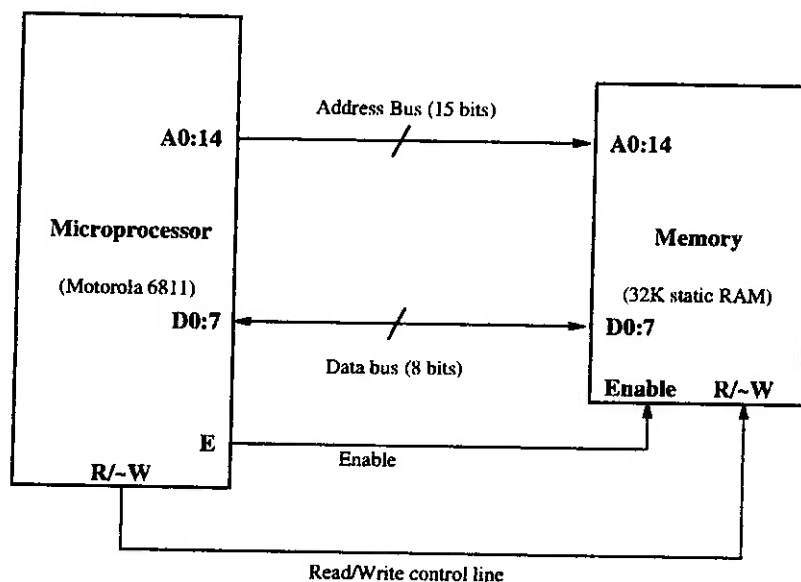 Address Bus (15 bits)
A0:14
A0:14
Microprocessor
(Motorola 6811)
Memory
(32K static RAM)
D0:7
D0:7
Data bus (8 bits)
Enable
R/~W
E
Enable
R/~W
Read/Write control line